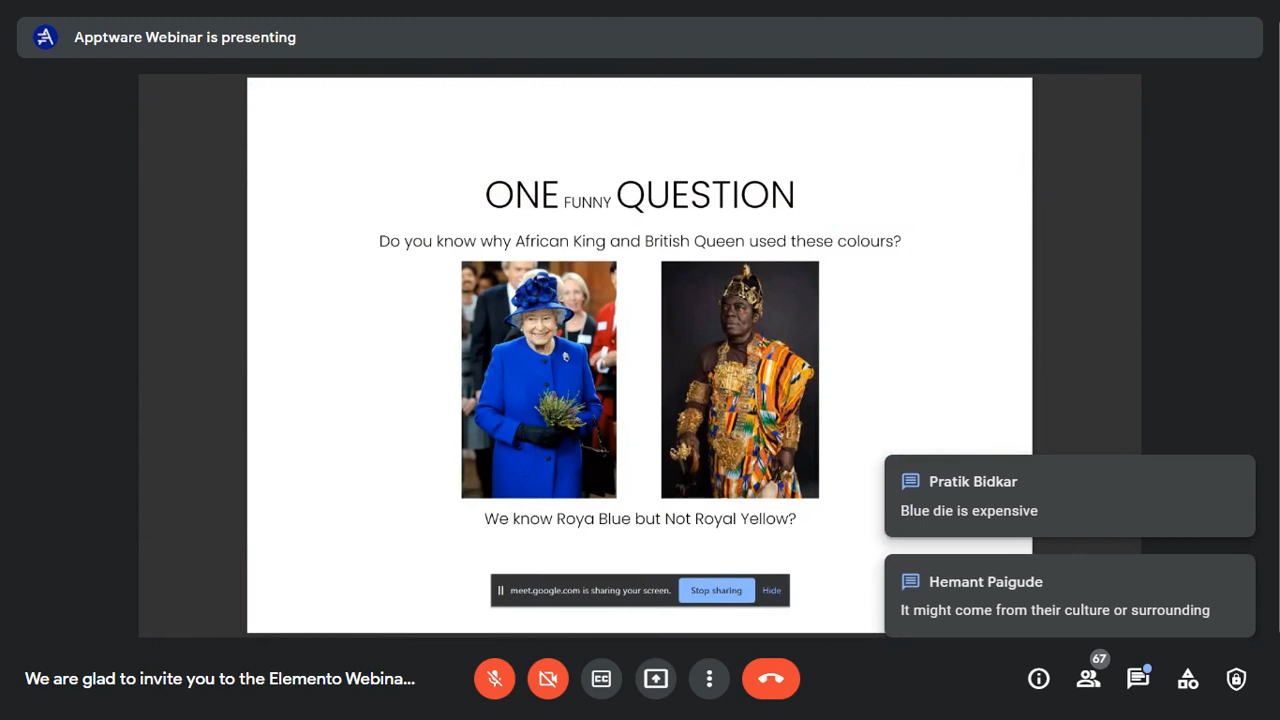 Apptware Webinar is presenting
ONE FUNNY QUESTION
Do you know why African King and British Queen used these colours?
We know Roya Blue but Not Royal Yellow?
Pratik Bidkar
Blue die is expensive
Hemant Paigude
It might come from their culture or surrounding
meet.google.com is sharing your screen. Stop sharing Hide
We are glad to invite you to the Elemento Webina...
CC
67